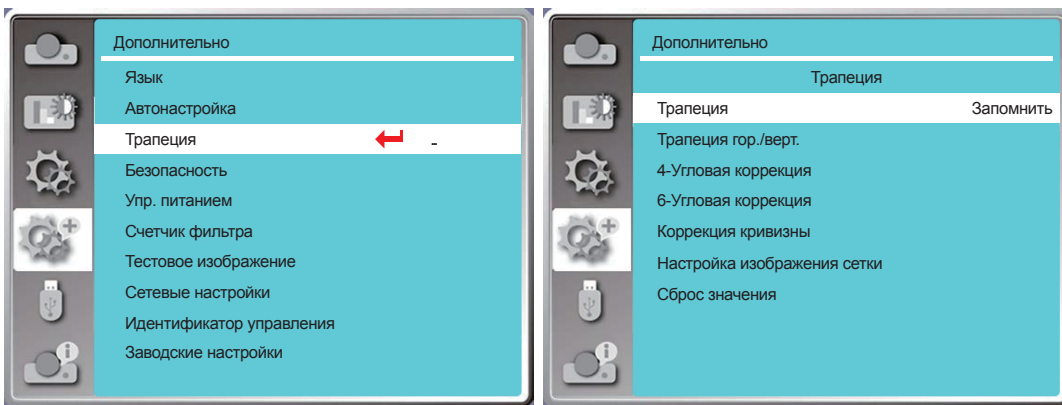 Дополнительно
Язык
Автонастройка
Трапеция -
Безопасность
Упр. питанием
Счетчик фильтра
Тестовое изображение
Сетевые настройки
Идентификатор управления
Заводские настройки
Дополнительно
Трапеция
Трапеция Запомнить
Трапеция гор./верт.
4-Угловая коррекция
6-Угловая коррекция
Коррекция кривизны
Настройка изображения сетки
Сброс значения